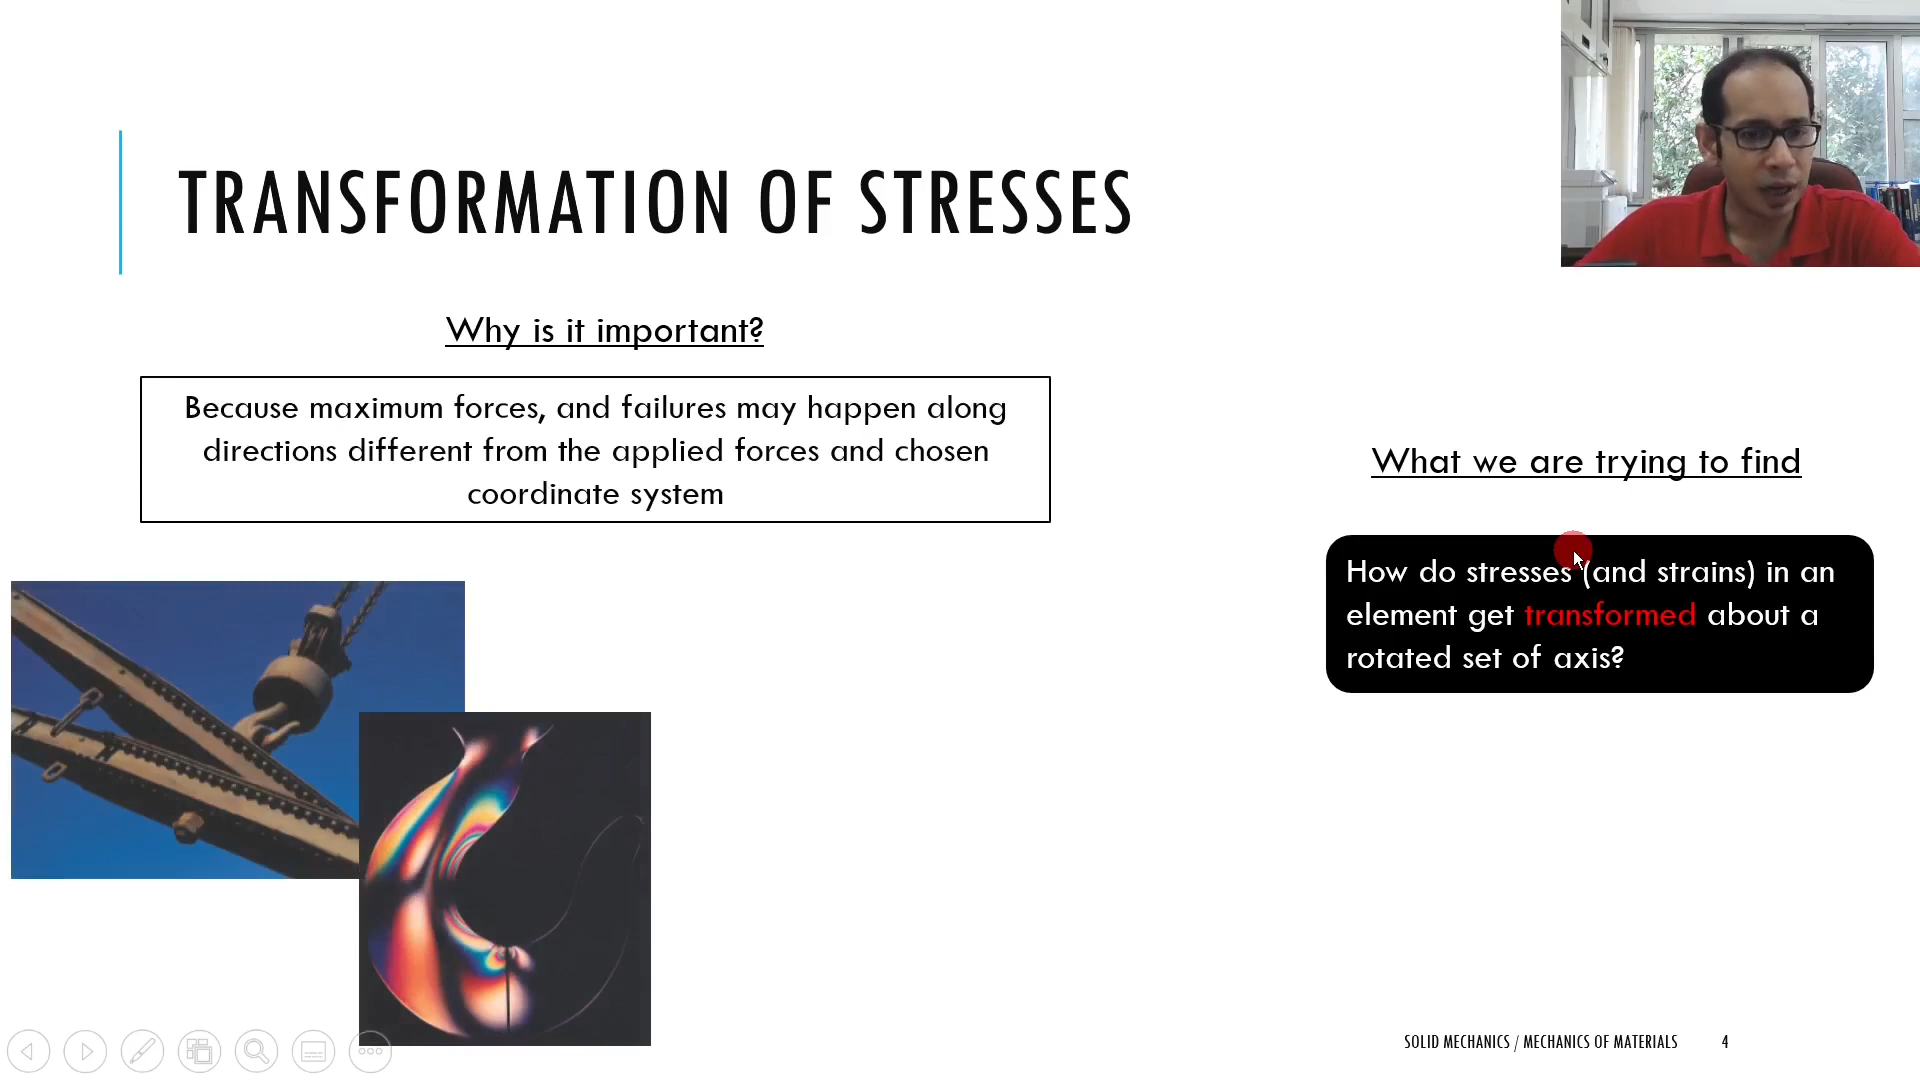 TRANSFORMATION OF STRESSES
Why is it important?
Because maximum forces, and failures may happen along
directions different from the applied forces and chosen
coordinate system
What we are trying to find
How do stresses (and strains) in an
element get transformed about a
rotated set of axis?
SOLID MECHANICS / MECHANICS OF MATERIALS 4